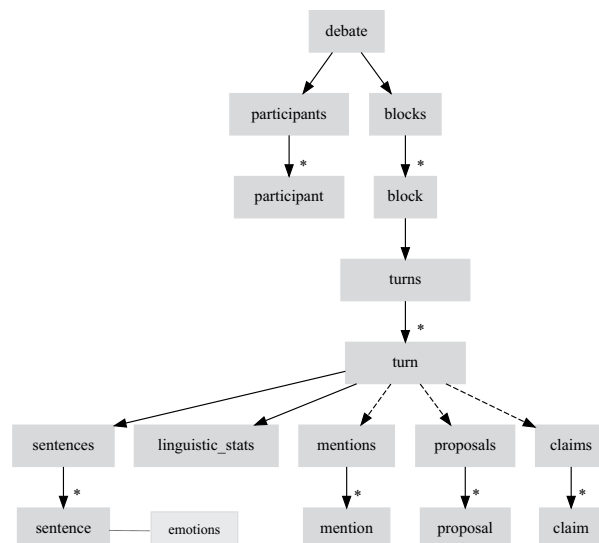 debate
participants
blocks
*
*
participant
block
turns
*
turn
sentences
linguistic_stats
mentions
proposals
claims
*
*
*
*
sentence
emotions
mention
proposal
claim